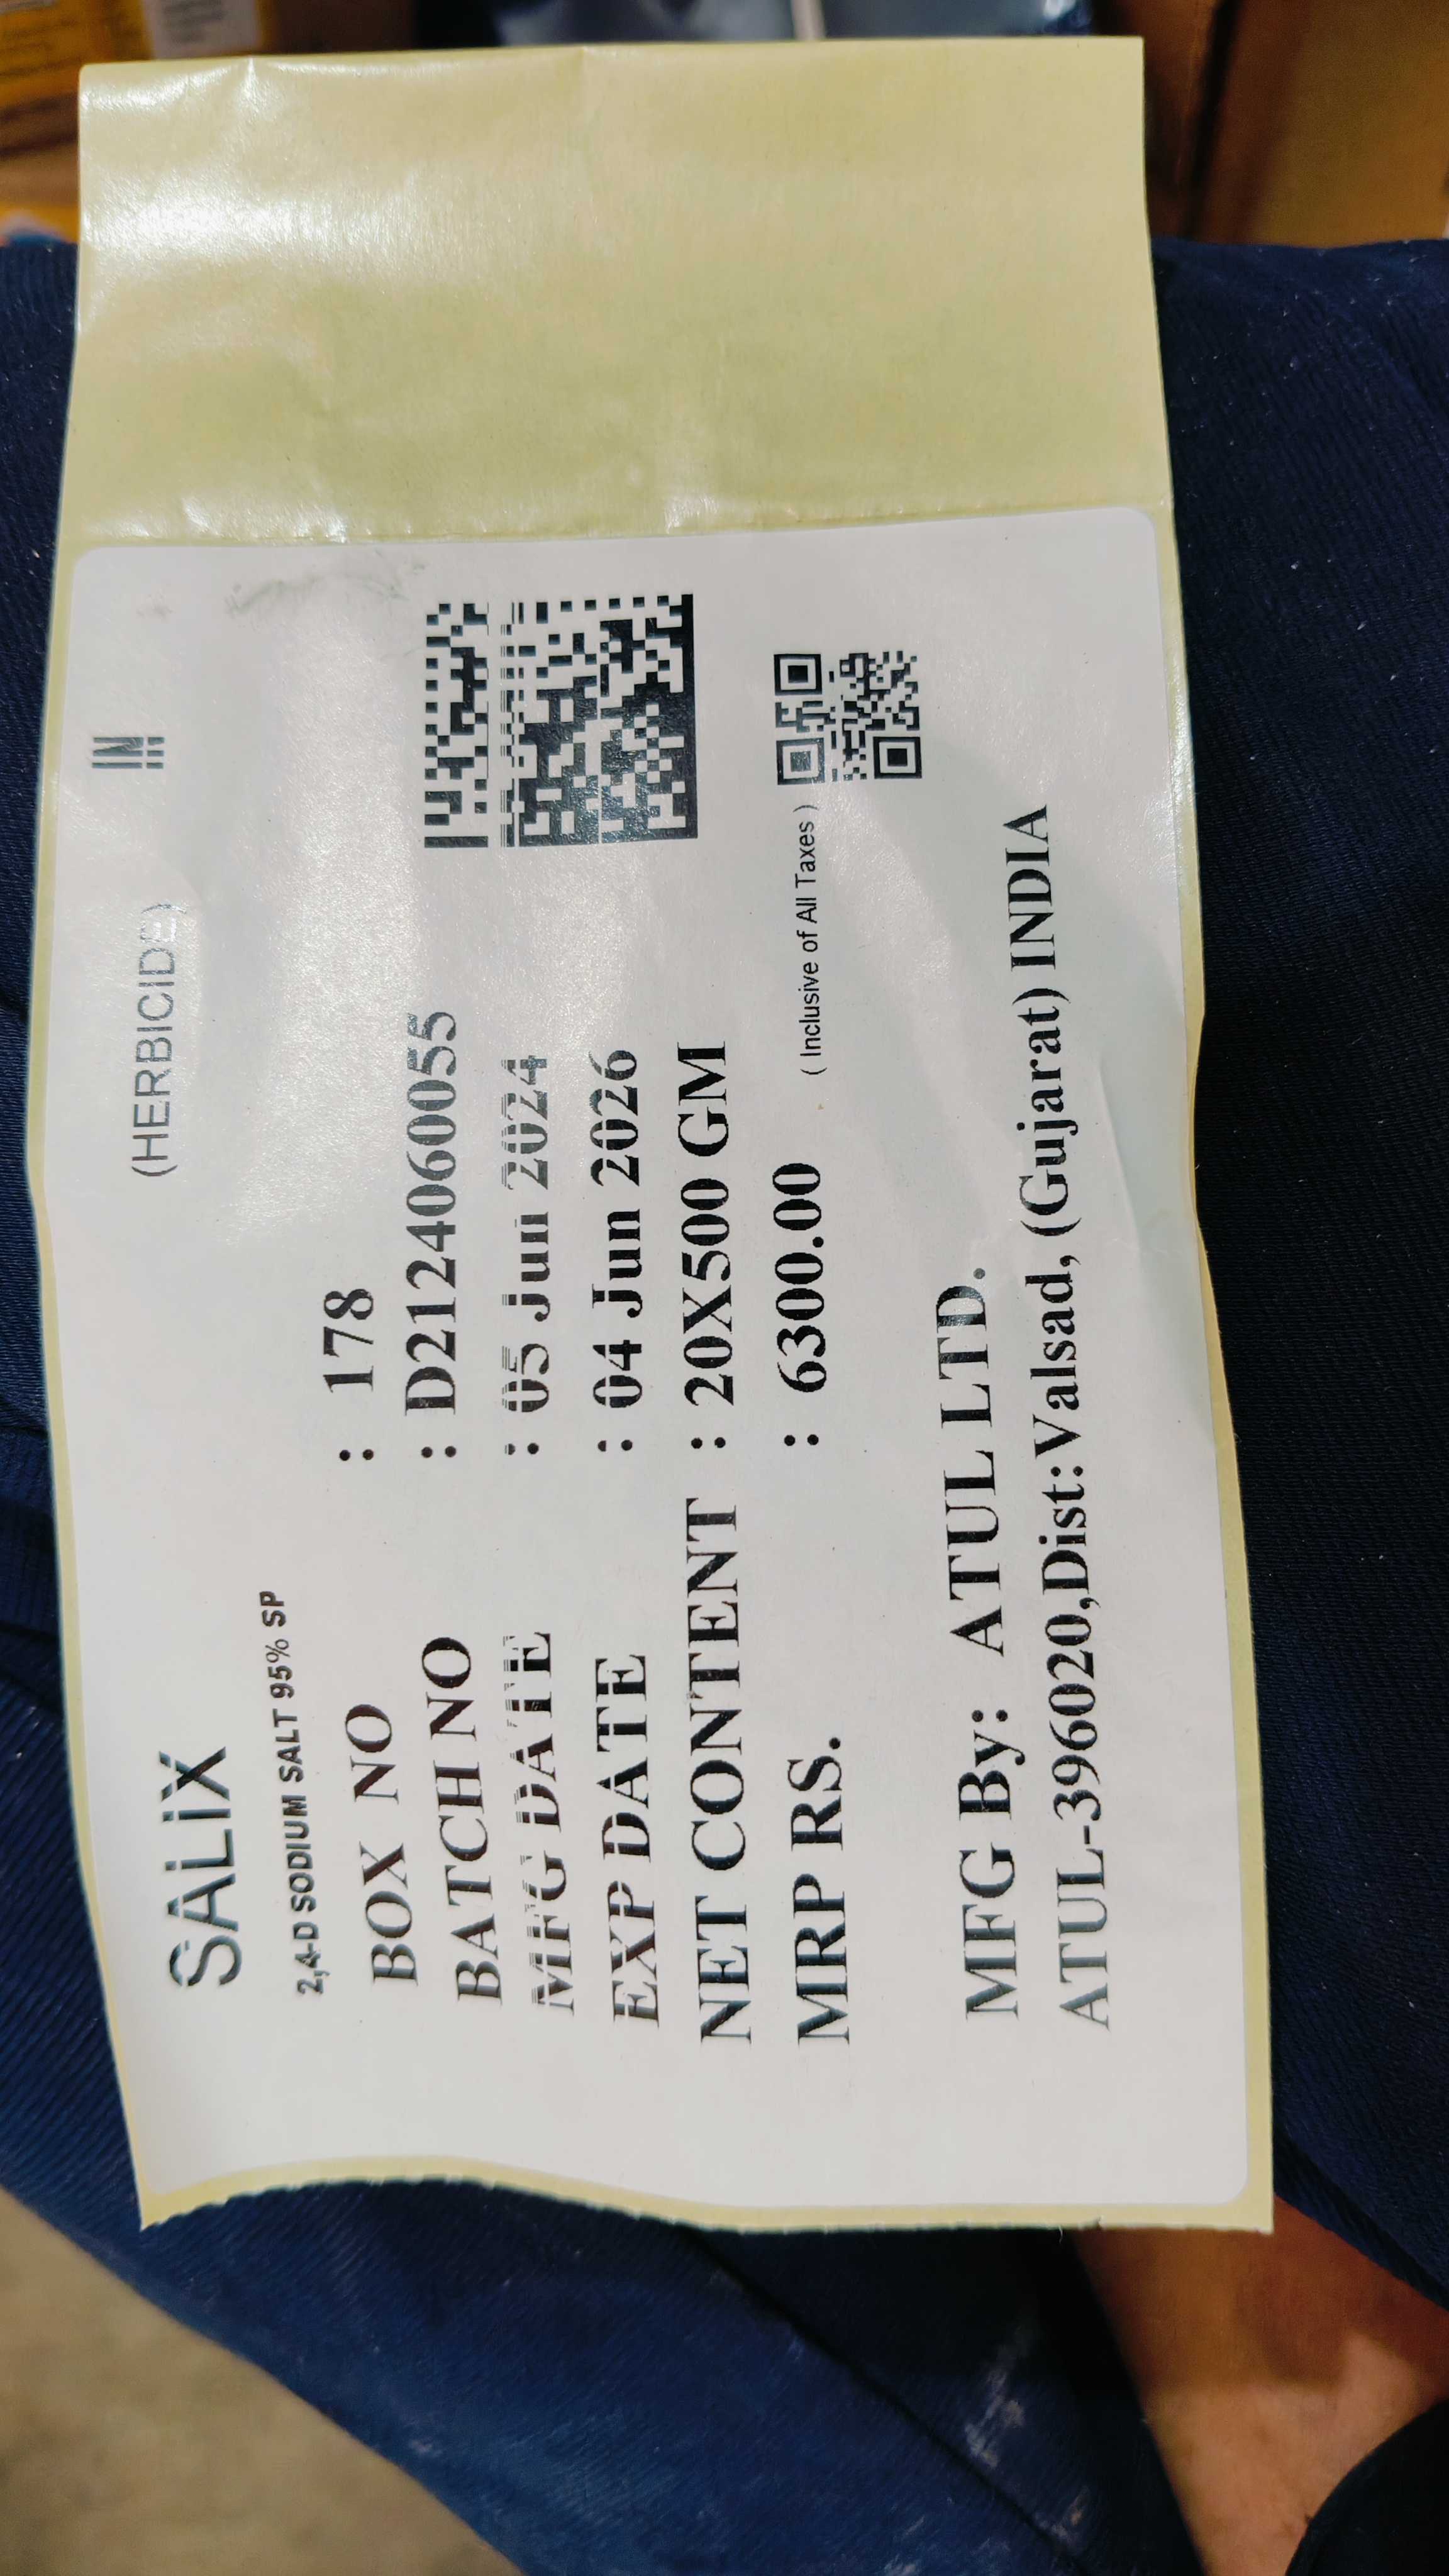 SALIX (HERBICIDE)
2,4-D SODIUM SALT 95% SP
BOX NO : 178
BATCH NO : D2124060055
MFG DATE : 05 Jun 2024
EXP DATE : 04 Jun 2026
NET CONTENT : 20X500 GM
MRP RS. : 6300.00 ( Inclusive of All Taxes )
MFG By: ATUL LTD.
ATUL-396020,Dist:Valsad, (Gujarat) INDIA